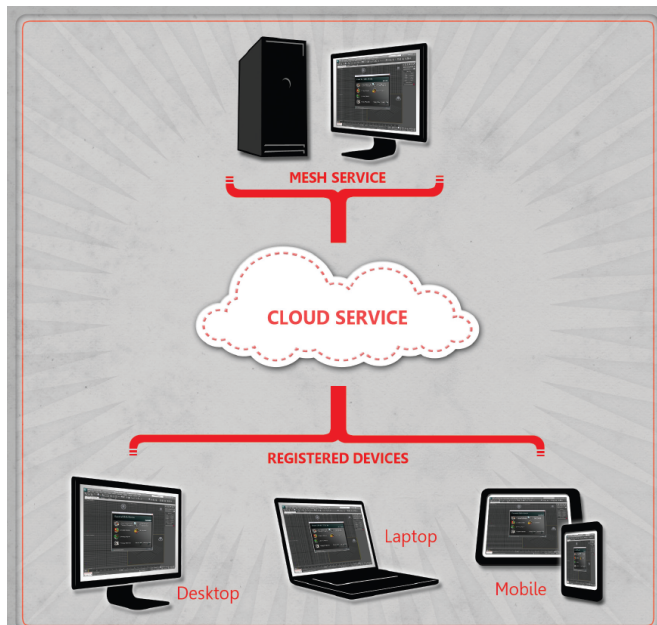 MESH SERVICE
CLOUD SERVICE
REGISTERED DEVICES
Laptop
Desktop
Mobile